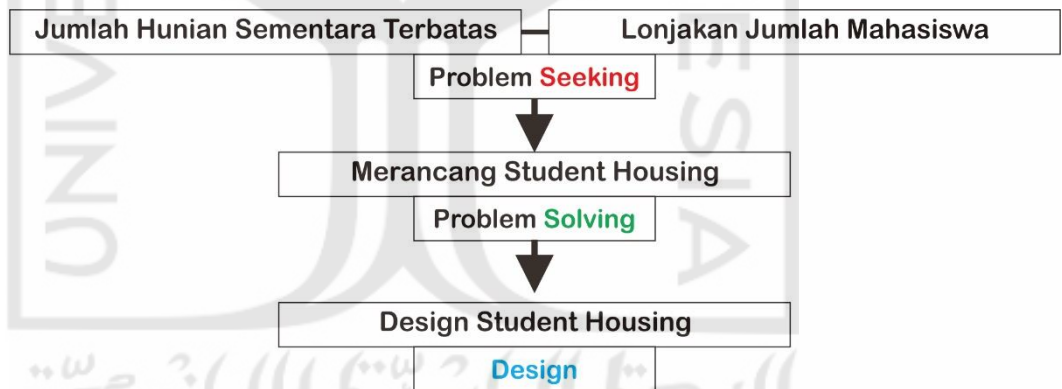 Jumlah Hunian Sementara Terbatas
Lonjakan Jumlah Mahasiswa
Problem Seeking
Merancang Student Housing
Problem Solving
Design Student Housing
Design